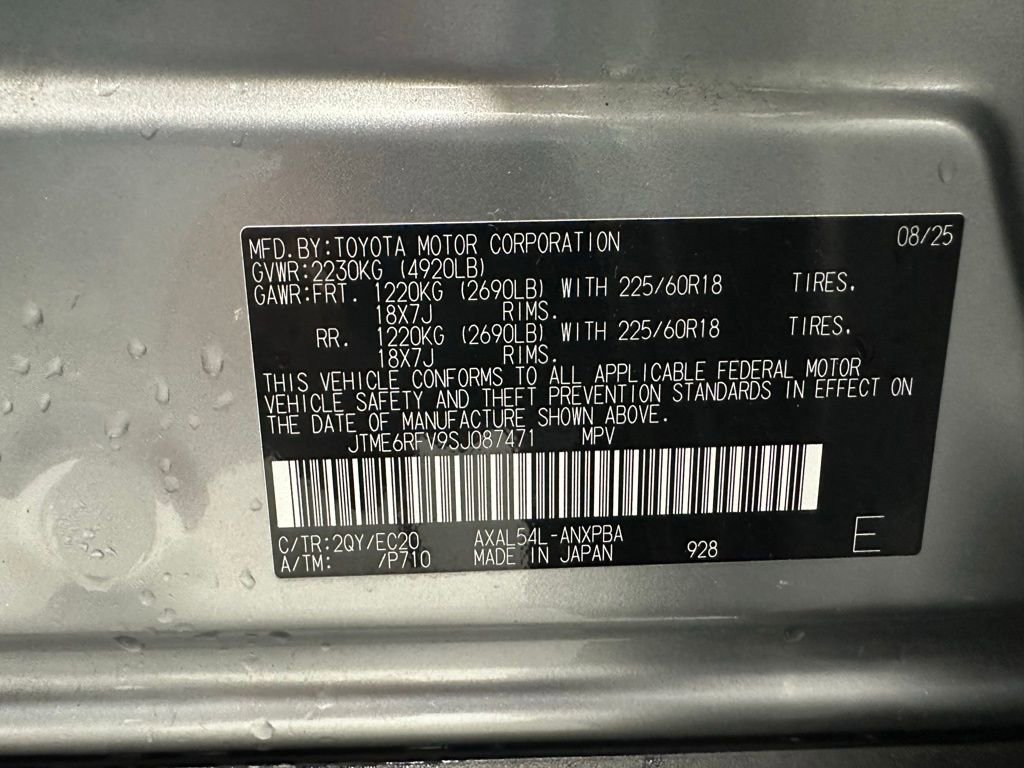 MFD.BY:TOYOTA MOTOR CORPORATION 08/25
GVWR:2230KG (4920LB)
GAWR:FRT. 1220KG (2690LB) WITH 225/60R18 TIRES.
18X7J RIMS.
RR. 1220KG (2690LB) WITH 225/60R18 TIRES.
18X7J RIMS.
THIS VEHICLE CONFORMS TO ALL APPLICABLE FEDERAL MOTOR
VEHICLE SAFETY AND THEFT PREVENTION STANDARDS IN EFFECT ON
THE DATE OF MANUFACTURE SHOWN ABOVE.
JTME6RFV9SJ087471 MPV
C/TR:2QY/EC20 AXAL54L-ANXPBA
A/TM: /P710 MADE IN JAPAN 928 E